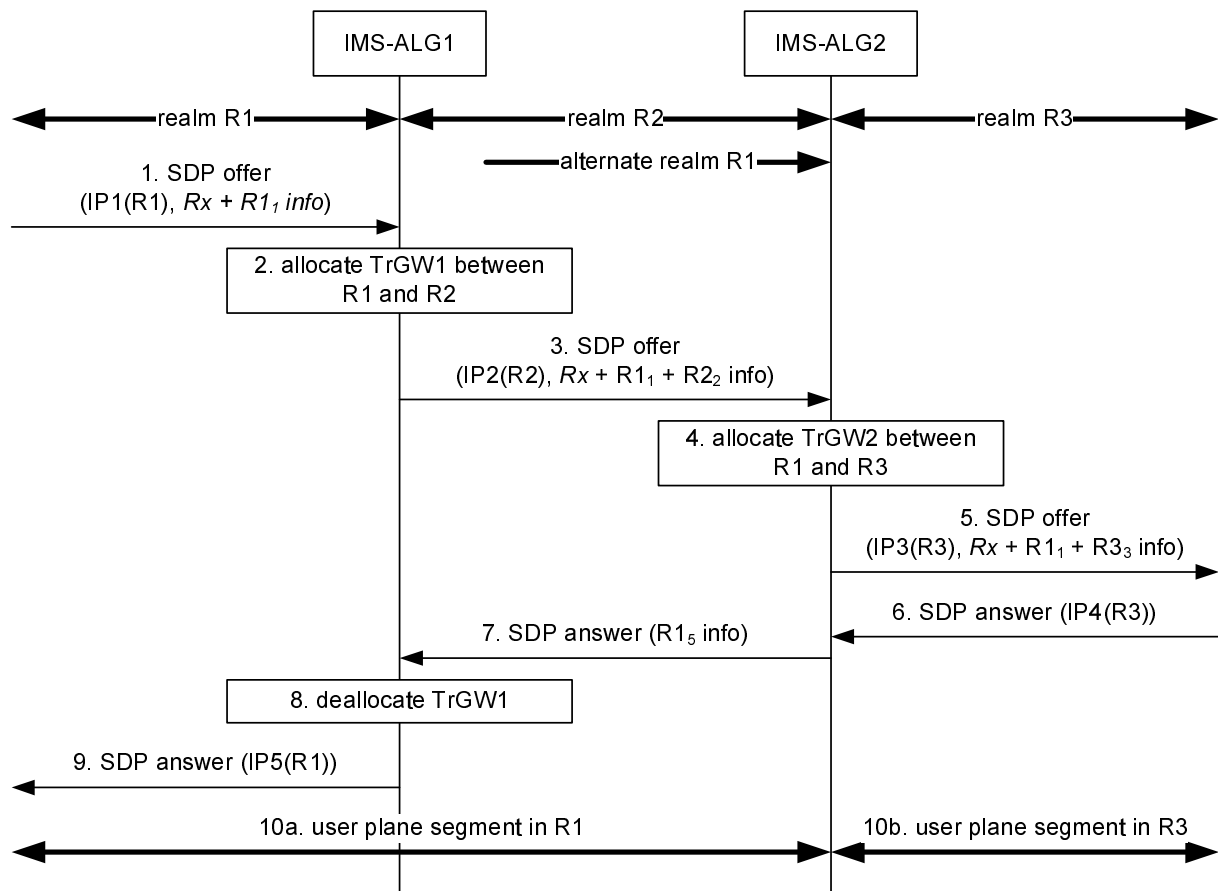 IMS-ALG1
IMS-ALG2
realm R1
realm R2
realm R3
alternate realm R1
1. SDP offer
(IP1(R1), Rx + R1₁ info)
2. allocate TrGW1 between
R1 and R2
3. SDP offer
(IP2(R2), Rx + R1₁ + R2₂ info)
4. allocate TrGW2 between
R1 and R3
5. SDP offer
(IP3(R3), Rx + R1₁ + R3₃ info)
6. SDP answer (IP4(R3))
7. SDP answer (R1₅ info)
8. deallocate TrGW1
9. SDP answer (IP5(R1))
10a. user plane segment in R1
10b. user plane segment in R3